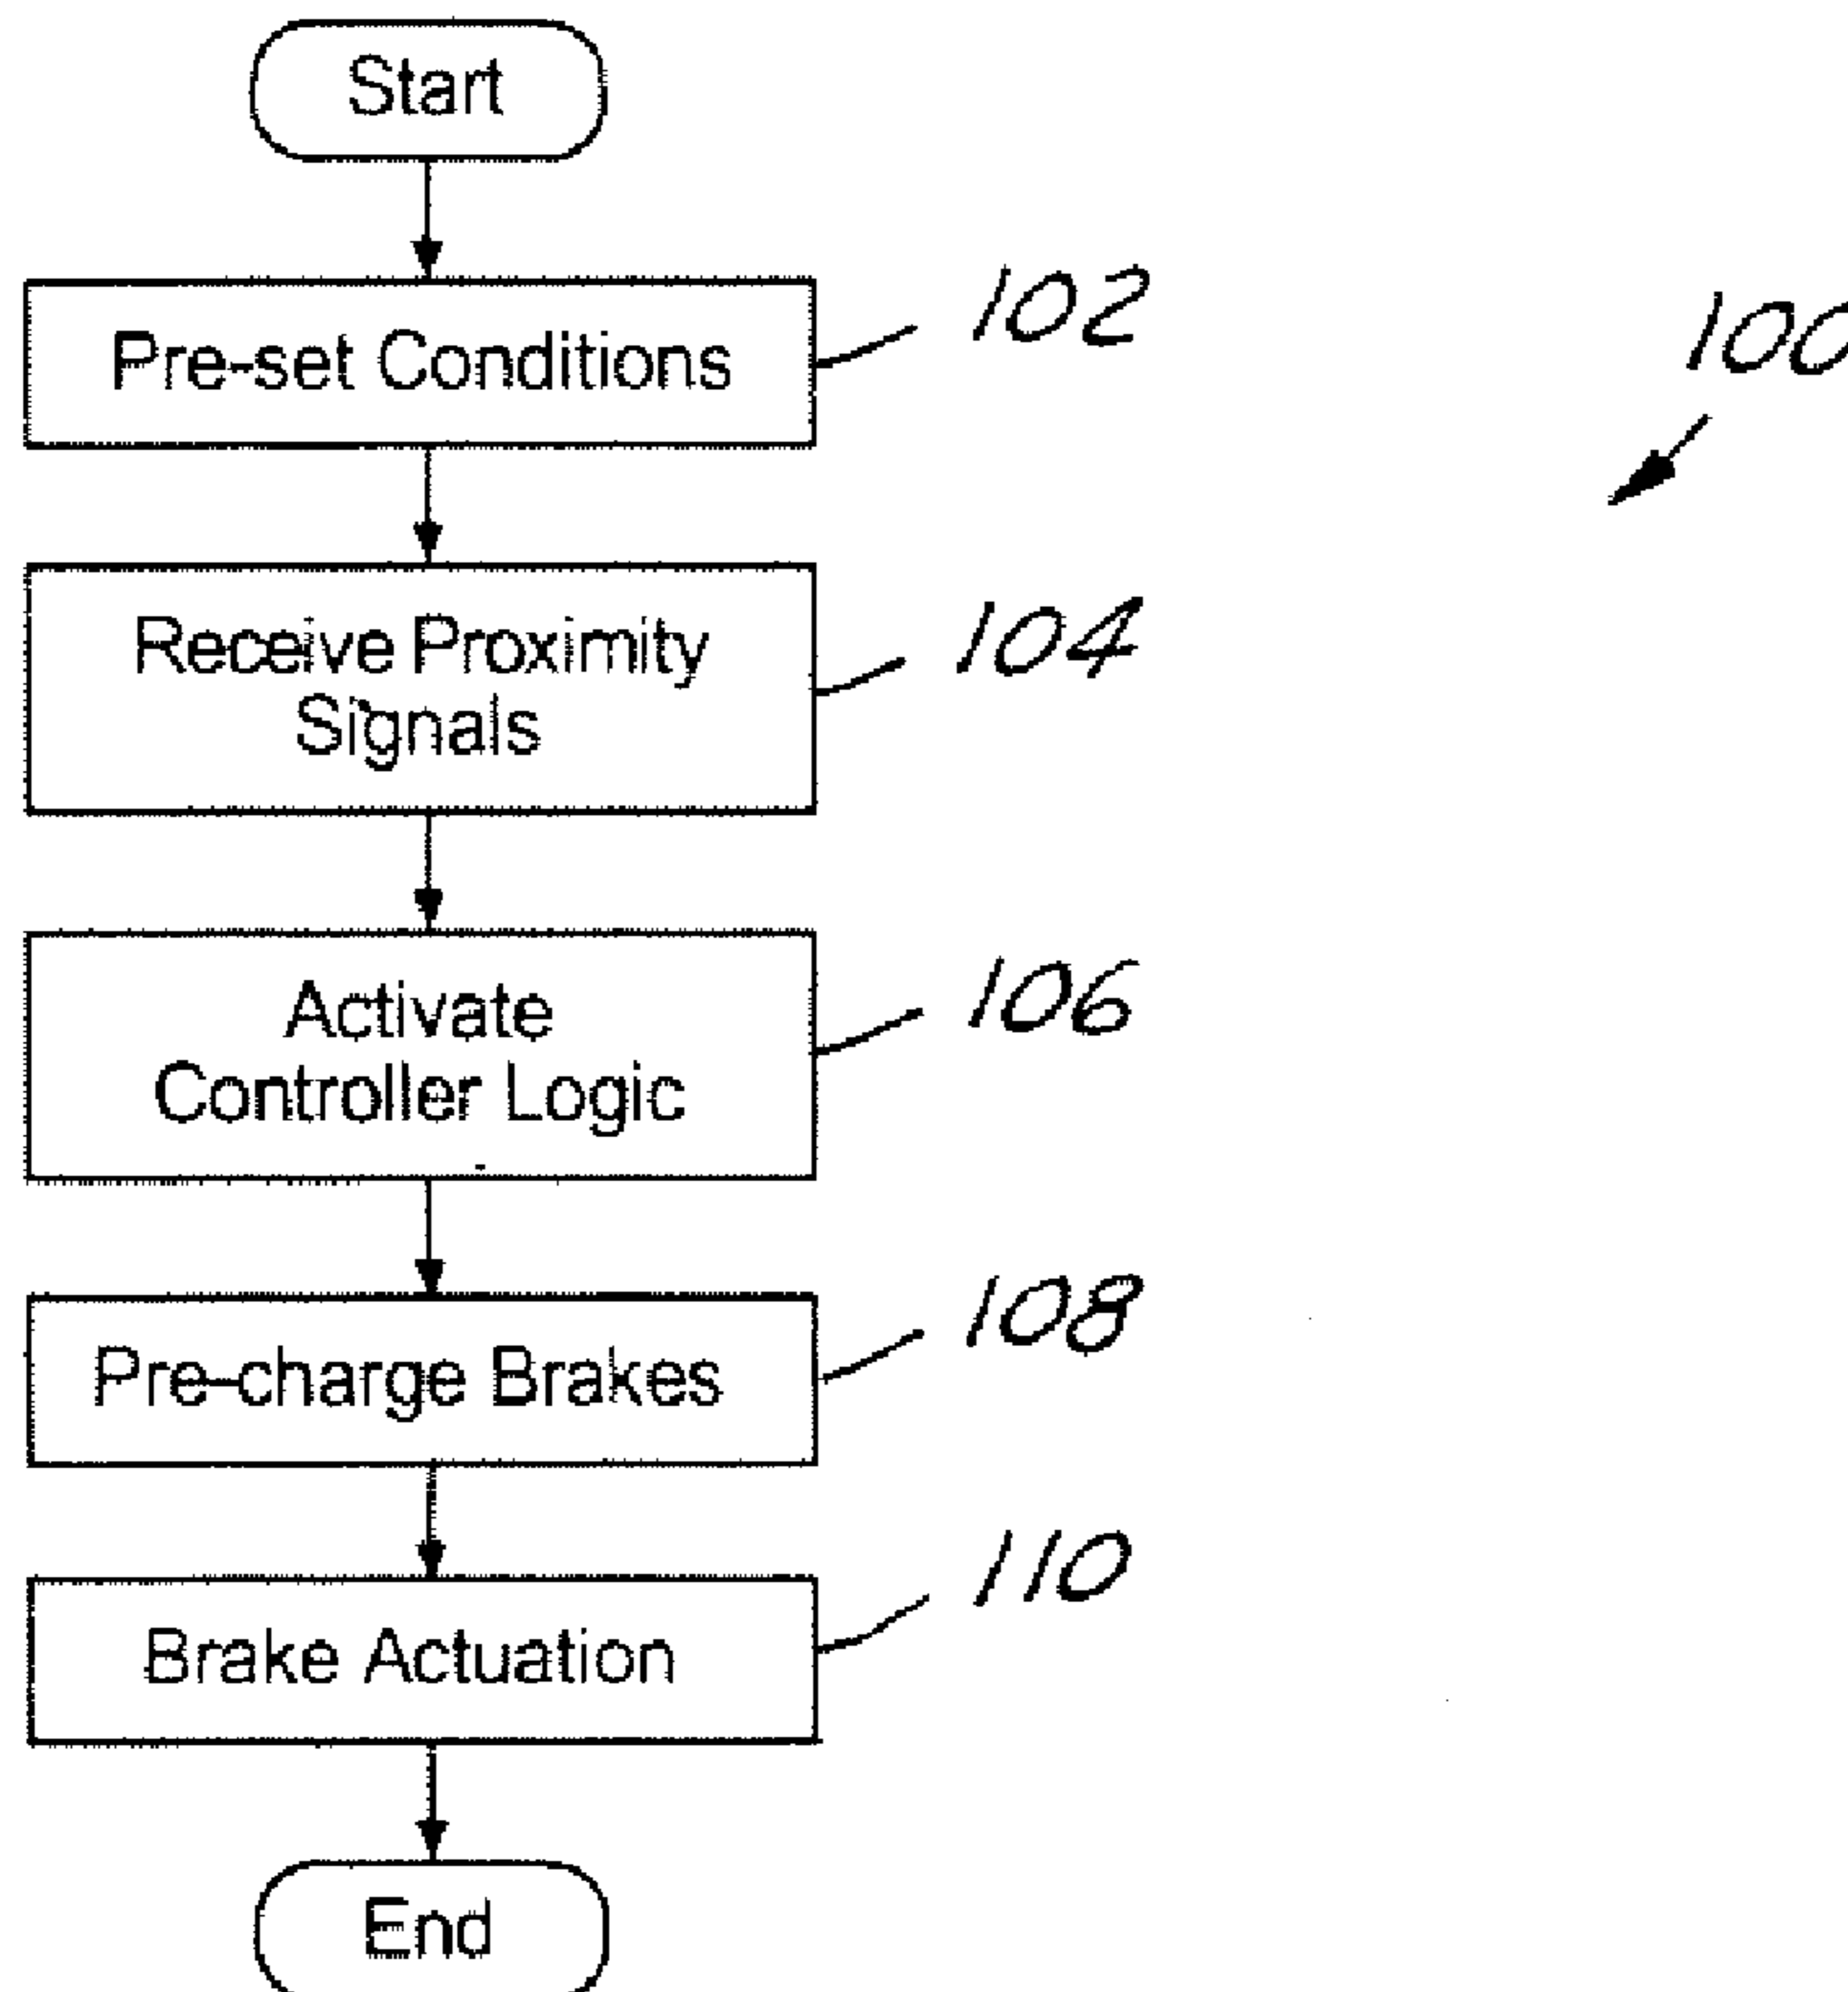 Start
Pre-set Conditions
102
100
Receive Proximity
Signals
104
Activate
Controller Logic
106
Pre-charge Brakes
108
Brake Actuation
110
End